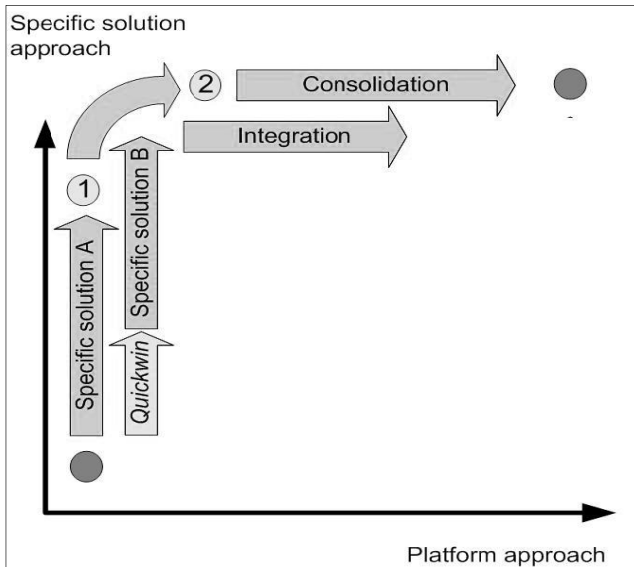 Specific solution
approach
2
Consolidation
Integration
1
Specific solution A
Specific solution B
Quickwin
Platform approach